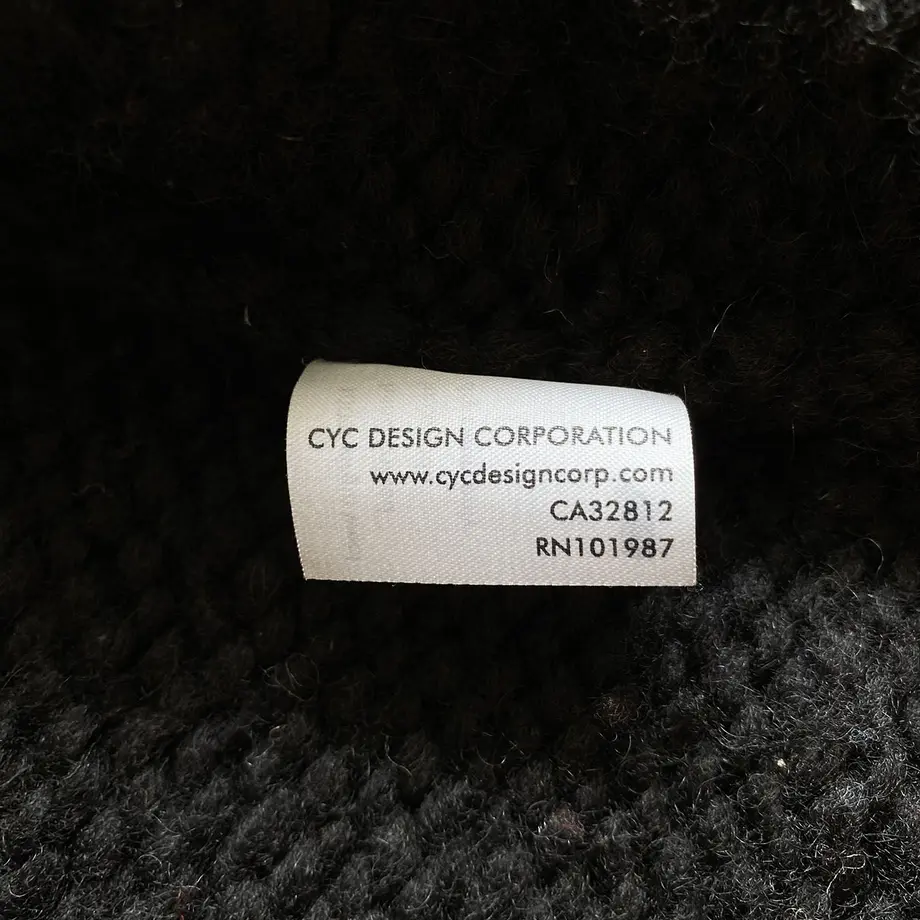 CYC DESIGN CORPORATION
www.cycdesigncorp.com
CA32812
RN101987